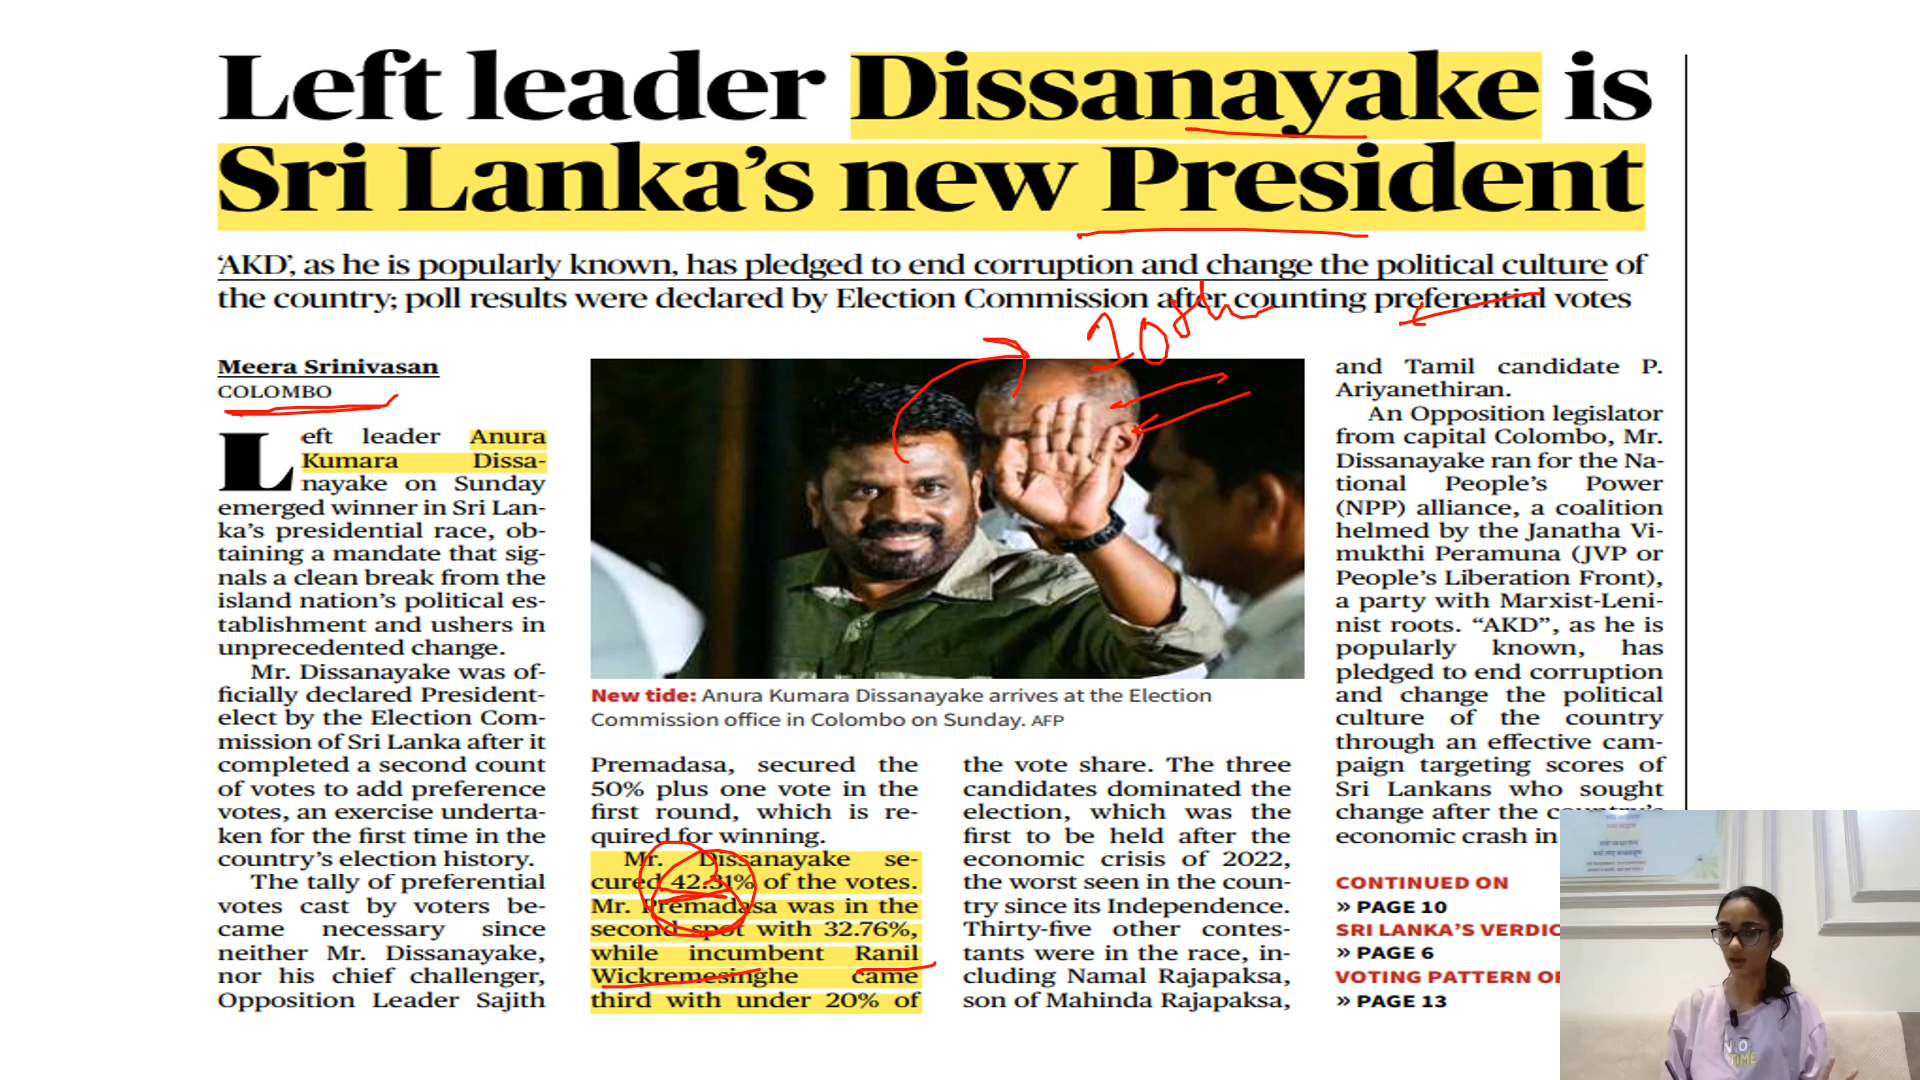 Left leader Dissanayake is
Sri Lanka's new President
‘AKD’, as he is popularly known, has pledged to end corruption and change the political culture of
the country; poll results were declared by Election Commission after counting preferential votes
Meera Srinivasan
COLOMBO
Left leader Anura
Kumara Dissa-
nayake on Sunday
emerged winner in Sri Lan-
ka's presidential race, ob-
taining a mandate that sig-
nals a clean break from the
island nation's political es-
tablishment and ushers in
unprecedented change.
Mr. Dissanayake was of-
ficially declared President-
elect by the Election Com-
mission of Sri Lanka after it
completed a second count
of votes to add preference
votes, an exercise underta-
ken for the first time in the
country's election history.
The tally of preferential
votes cast by voters be-
came necessary since
neither Mr. Dissanayake,
nor his chief challenger,
Opposition Leader Sajith
10th
New tide: Anura Kumara Dissanayake arrives at the Election
Commission office in Colombo on Sunday. AFP
Premadasa, secured the
50% plus one vote in the
first round, which is re-
quired for winning.
Mr. Dissanayake se-
cured 42.31% of the votes.
Mr. Premadasa was in the
second spot with 32.76%,
while incumbent Ranil
Wickremesinghe came
third with under 20% of
the vote share. The three
candidates dominated the
election, which was the
first to be held after the
economic crisis of 2022,
the worst seen in the coun-
try since its Independence.
Thirty-five other contes-
tants were in the race, in-
cluding Namal Rajapaksa,
son of Mahinda Rajapaksa,
and Tamil candidate P.
Ariyanethiran.
An Opposition legislator
from capital Colombo, Mr.
Dissanayake ran for the Na-
tional People's Power
(NPP) alliance, a coalition
helmed by the Janatha Vi-
mukthi Peramuna (JVP or
People's Liberation Front),
a party with Marxist-Leni-
nist roots. “AKD”, as he is
popularly known, has
pledged to end corruption
and change the political
culture of the country
through an effective cam-
paign targeting scores of
Sri Lankans who sought
change after the country's
economic crash in
CONTINUED ON
» PAGE 10
SRI LANKA'S VERDIC
» PAGE 6
VOTING PATTERN OF
» PAGE 13
TIME